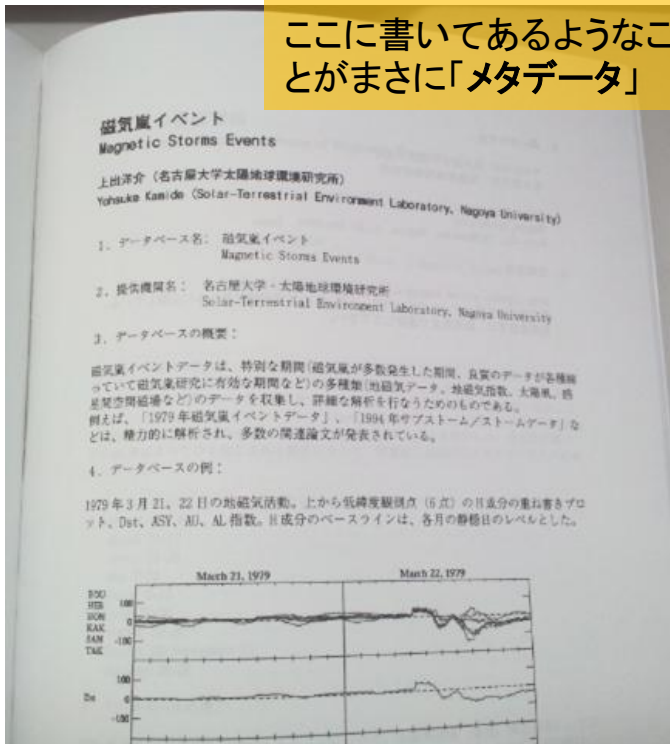 ここに書いてあるようなこ
とがまさに「メタデータ」
磁気嵐イベント
Magnetic Storms Events
上出洋介（名古屋大学太陽地球環境研究所）
Yohsuke Kamide (Solar-Terrestrial Environment Laboratory, Nagoya University)
1. データベース名： 磁気嵐イベント
Magnetic Storms Events
2. 提供機関名： 名古屋大学・太陽地球環境研究所
Solar-Terrestrial Environment Laboratory, Nagoya University
3. データベースの概要：
磁気嵐イベントデータは、特別な期間(磁気嵐が多数発生した期間、良質のデータが各種揃
っていて磁気嵐研究に有効な期間など)の多種類(地磁気データ、地磁気指数、太陽風、惑
星間空間磁場など)のデータを収集し、詳細な解析を行なうためのものである。
例えば、「1979年磁気嵐イベントデータ」、「1994年サブストーム／ストームデータ」な
どは、精力的に解析され、多数の関連論文が発表されている。
4. データベースの例：
1979年3月21、22日の地磁気活動。上から低緯度観測点（6点）のH成分の重ね書きプロ
ット、Dst、ASY、AU、AL指数。H成分のベースラインは、各月の静穏日のレベルとした。
March 21, 1979 March 22, 1979
HER
100
HON
0
KAK
-100
TAK
100
0
-100